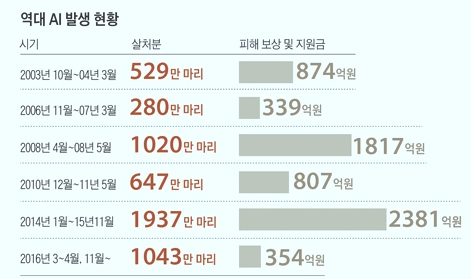 역대 AI 발생 현황
시기 살처분 피해 보상 및 지원금
2003년 10월~04년 3월 529만 마리 874억원
2006년 11월~07년 3월 280만 마리 339억원
2008년 4월~08년 5월 1020만 마리 1817억원
2010년 12월~11년 5월 647만 마리 807억원
2014년 1월~15년11월 1937만 마리 2381억원
2016년 3~4월, 11월~ 1043만 마리 354억원